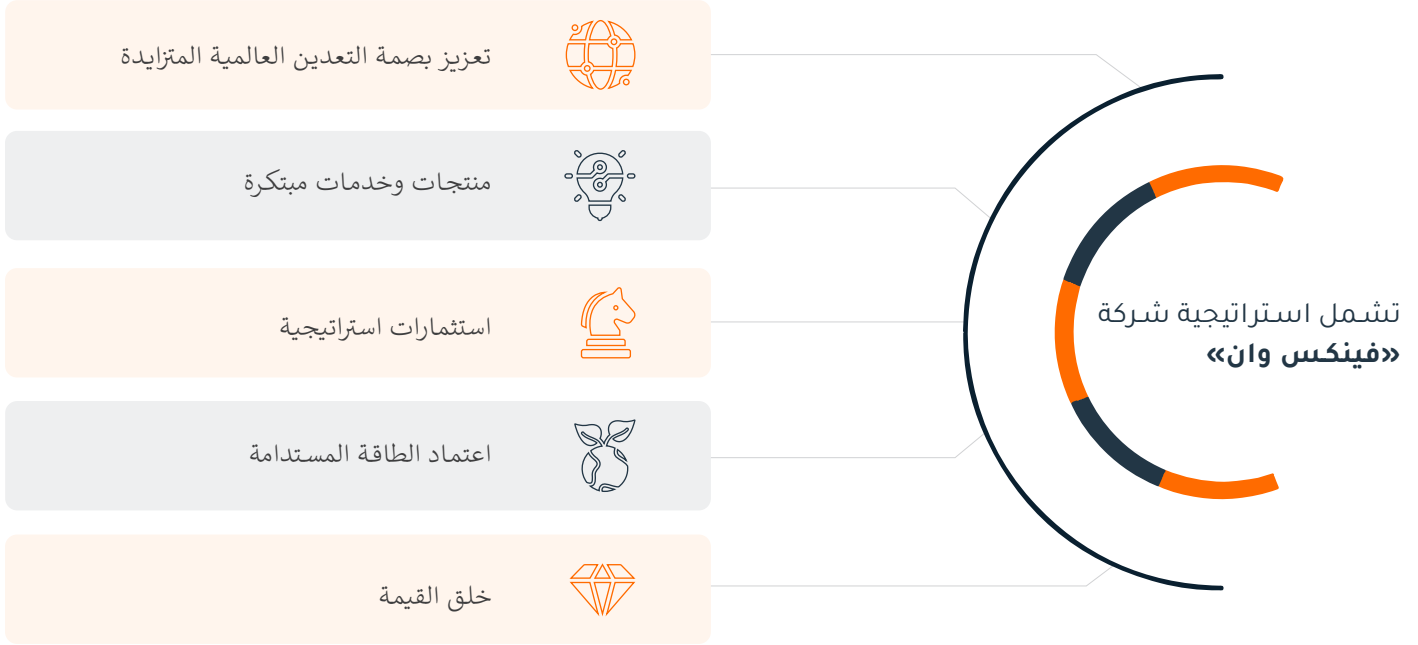 تشمل استراتيجية شركة
«فينكس وان»
تعزيز بصمة التعدين العالمية المتزايدة
منتجات وخدمات مبتكرة
استثمارات استراتيجية
اعتماد الطاقة المستدامة
خلق القيمة